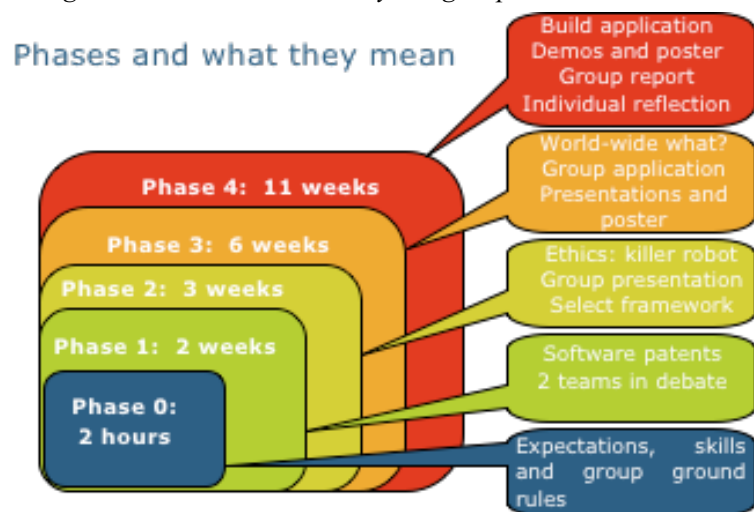 Phases and what they mean
Build application
Demos and poster
Group report
Individual reflection
World-wide what?
Group application
Presentations and
poster
Ethics: killer robot
Group presentation
Select framework
Software patents
2 teams in debate
Expectations, skills
and group ground
rules
Phase 4: 11 weeks
Phase 3: 6 weeks
Phase 2: 3 weeks
Phase 1: 2 weeks
Phase 0:
2 hours